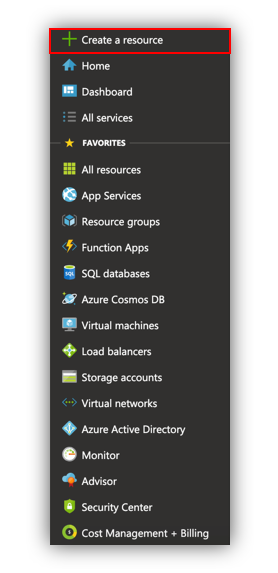 Create a resource
Home
Dashboard
All services
FAVORITES
All resources
App Services
Resource groups
Function Apps
SQL databases
Azure Cosmos DB
Virtual machines
Load balancers
Storage accounts
Virtual networks
Azure Active Directory
Monitor
Advisor
Security Center
Cost Management + Billing